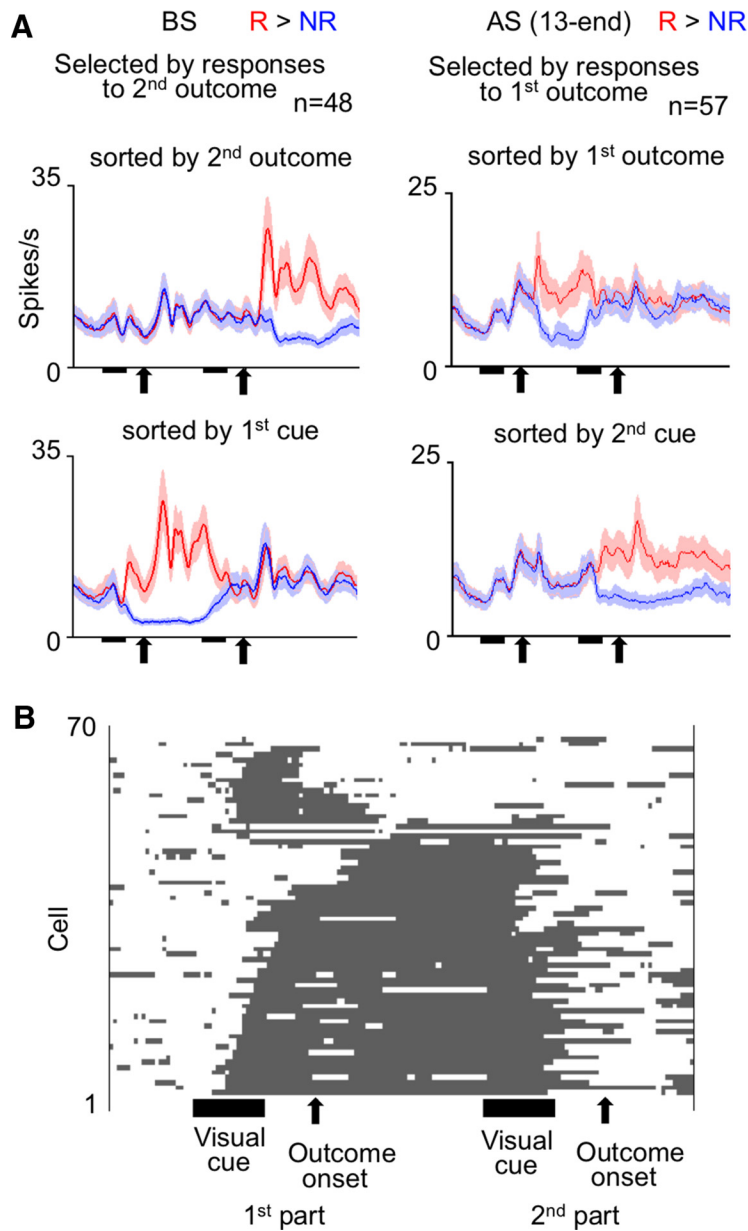 A
BS R > NR
Selected by responses
to 2nd outcome n=48
sorted by 2nd outcome
35
Spikes/s
0
sorted by 1st cue
35
0
AS (13-end) R > NR
Selected by responses
to 1st outcome n=57
sorted by 1st outcome
25
0
sorted by 2nd cue
25
0
B
70
Cell
1
Visual
cue
Outcome
onset
Visual
cue
Outcome
onset
1st part
2nd part